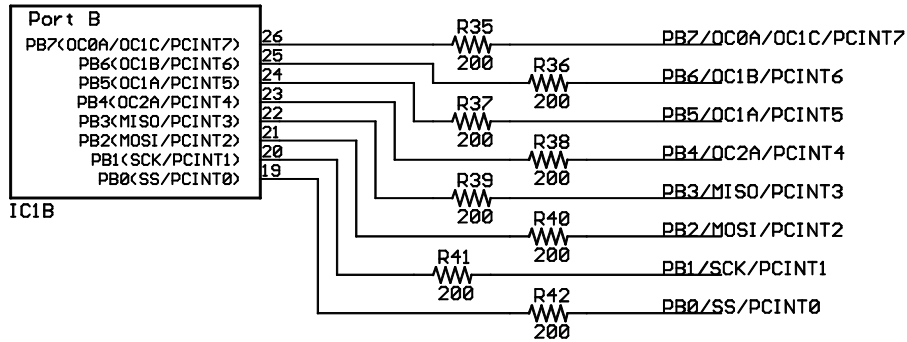 Port B
PB7(OC0A/OC1C/PCINT7) 26 R35 200 PB7/OC0A/OC1C/PCINT7
PB6(OC1B/PCINT6) 25 R36 200 PB6/OC1B/PCINT6
PB5(OC1A/PCINT5) 24 R37 200 PB5/OC1A/PCINT5
PB4(OC2A/PCINT4) 23 R38 200 PB4/OC2A/PCINT4
PB3(MISO/PCINT3) 22 R39 200 PB3/MISO/PCINT3
PB2(MOSI/PCINT2) 21 R40 200 PB2/MOSI/PCINT2
PB1(SCK/PCINT1) 20 R41 200 PB1/SCK/PCINT1
PB0(SS/PCINT0) 19 R42 200 PB0/SS/PCINT0
IC1B